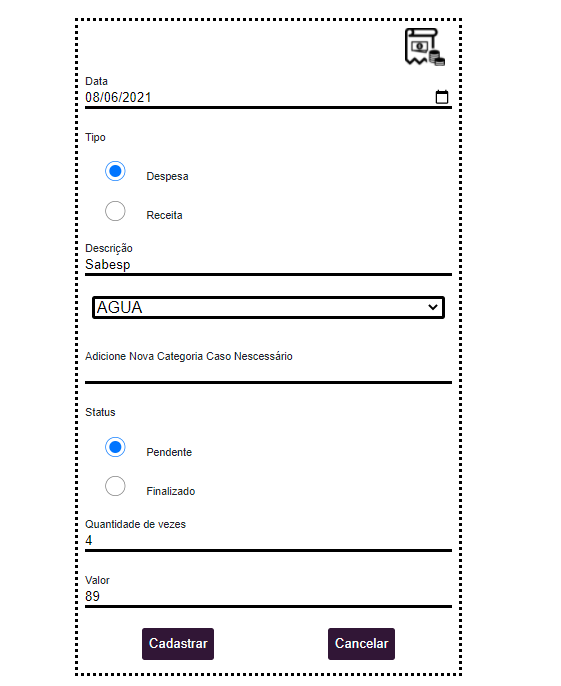 Data
08/06/2021
Tipo
Despesa
Receita
Descrição
Sabesp
AGUA
Adicione Nova Categoria Caso Nescessário
Status
Pendente
Finalizado
Quantidade de vezes
4
Valor
89
Cadastrar Cancelar